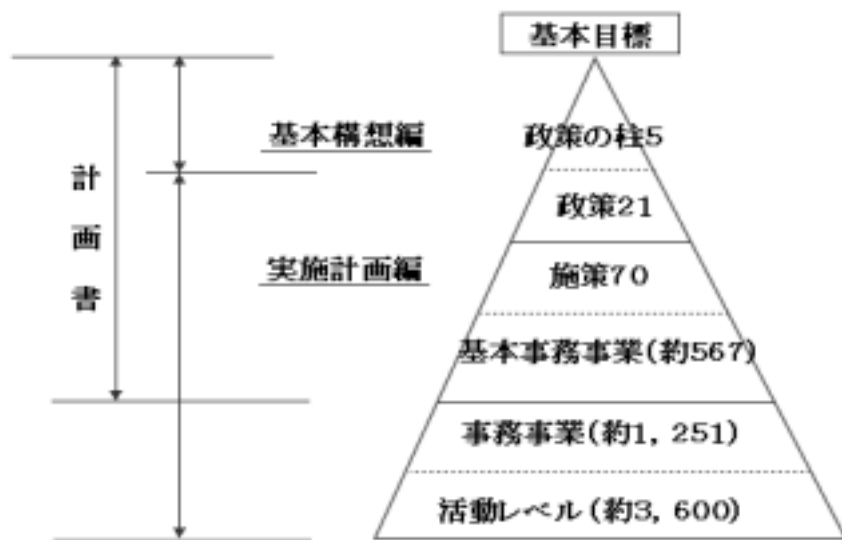 基本目標
基本構想編
政策の柱5
計画書
政策21
実施計画編
施策70
基本事務事業(約567)
事務事業(約1, 251)
活動レベル(約3, 600)